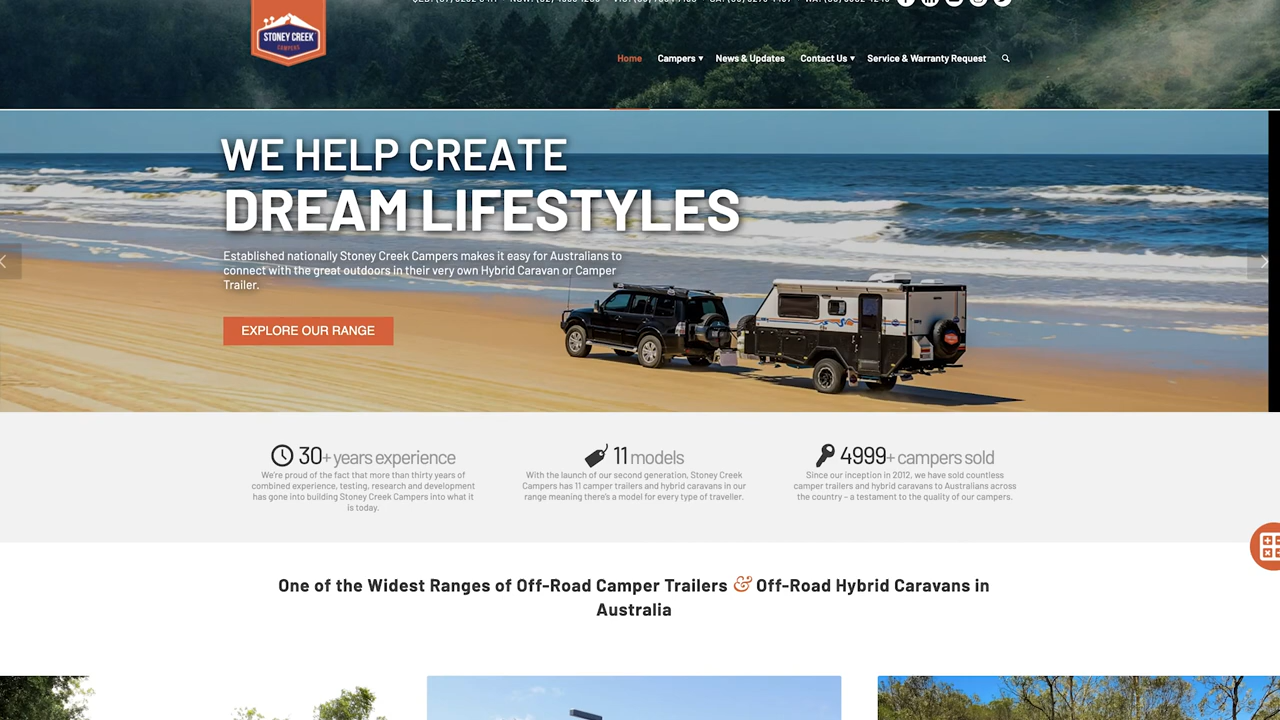 STONEY CREEK
CAMPERS
Home
Campers
News & Updates
Contact Us
Service & Warranty Request
WE HELP CREATE
DREAM LIFESTYLES
Established nationally Stoney Creek Campers makes it easy for Australians to
connect with the great outdoors in their very own Hybrid Caravan or Camper
Trailer.
EXPLORE OUR RANGE
30+ years experience
We're proud of the fact that more than thirty years of
combined experience, testing, research and development
has gone into building Stoney Creek Campers into what it
is today.
11 models
With the launch of our second generation, Stoney Creek
Campers has 11 camper trailers and hybrid caravans in our
range meaning there's a model for every type of traveller.
4999+ campers sold
Since our inception in 2012, we have sold countless
camper trailers and hybrid caravans to Australians across
the country – a testament to the quality of our campers.
One of the Widest Ranges of Off-Road Camper Trailers & Off-Road Hybrid Caravans in
Australia